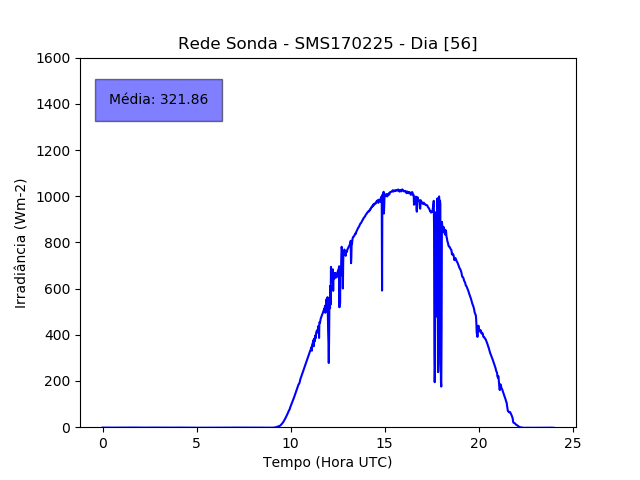 Rede Sonda - SMS170225 - Dia [56]
1600
1400
1200
1000
800
600
400
200
0
Média: 321.86
Irradiância (Wm-2)
0 5 10 15 20 25
Tempo (Hora UTC)